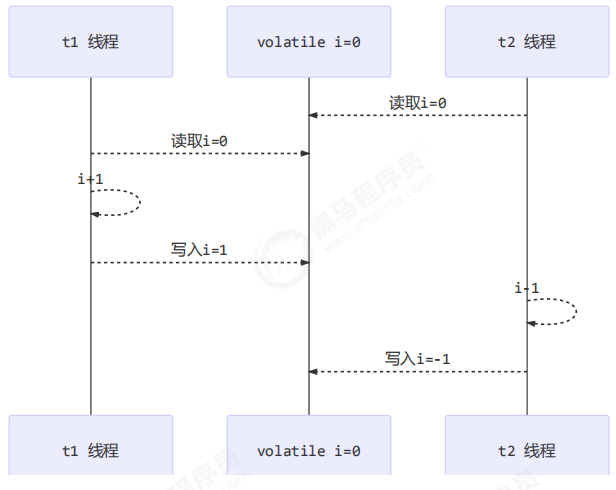 t1 线程 volatile i=0 t2 线程
读取i=0
读取i=0
i+1
写入i=1
i-1
写入i=-1
t1 线程 volatile i=0 t2 线程
黑马程序员™
www.itheima.com